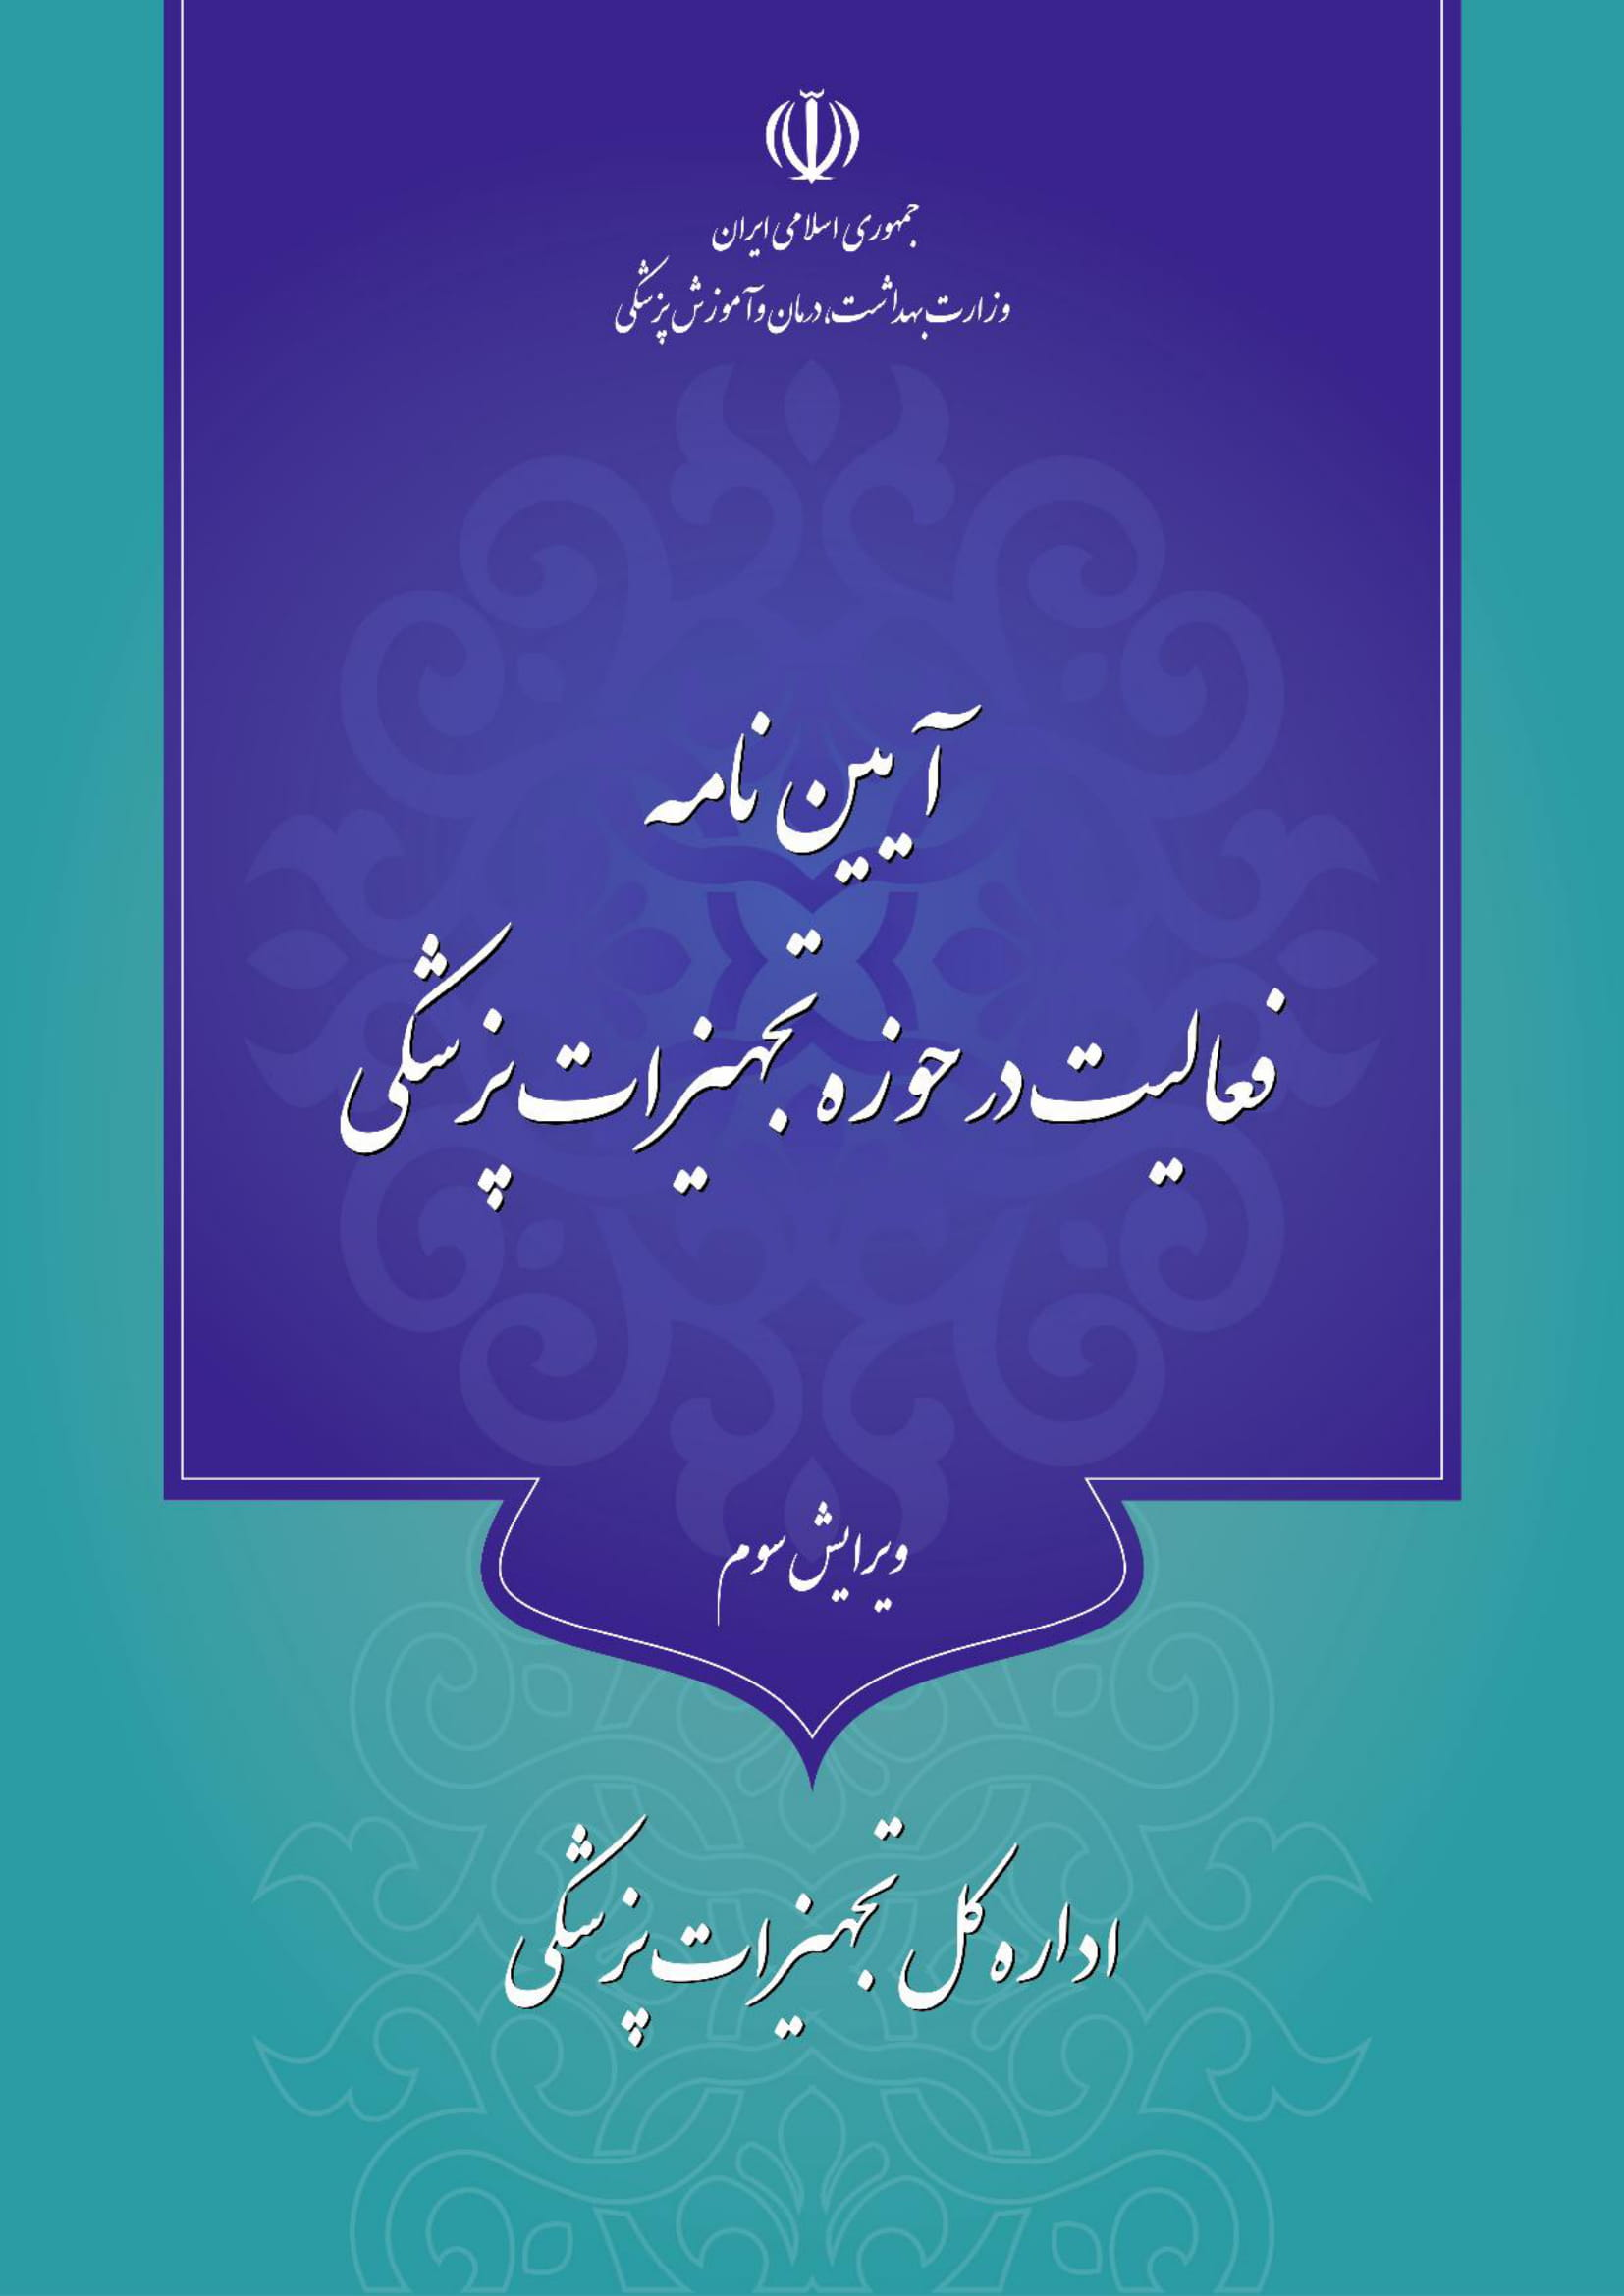 جمهوری اسلامی ایران
وزارت بهداشت، درمان و آموزش پزشکی
آیین نامه
فعالیت در حوزه تجهیزات پزشکی
ویرایش سوم
اداره کل تجهیزات پزشکی